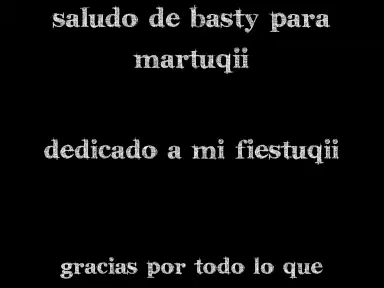 saludo de basty para
martuqii
dedicado a mi fiestuqii
gracias por todo lo que